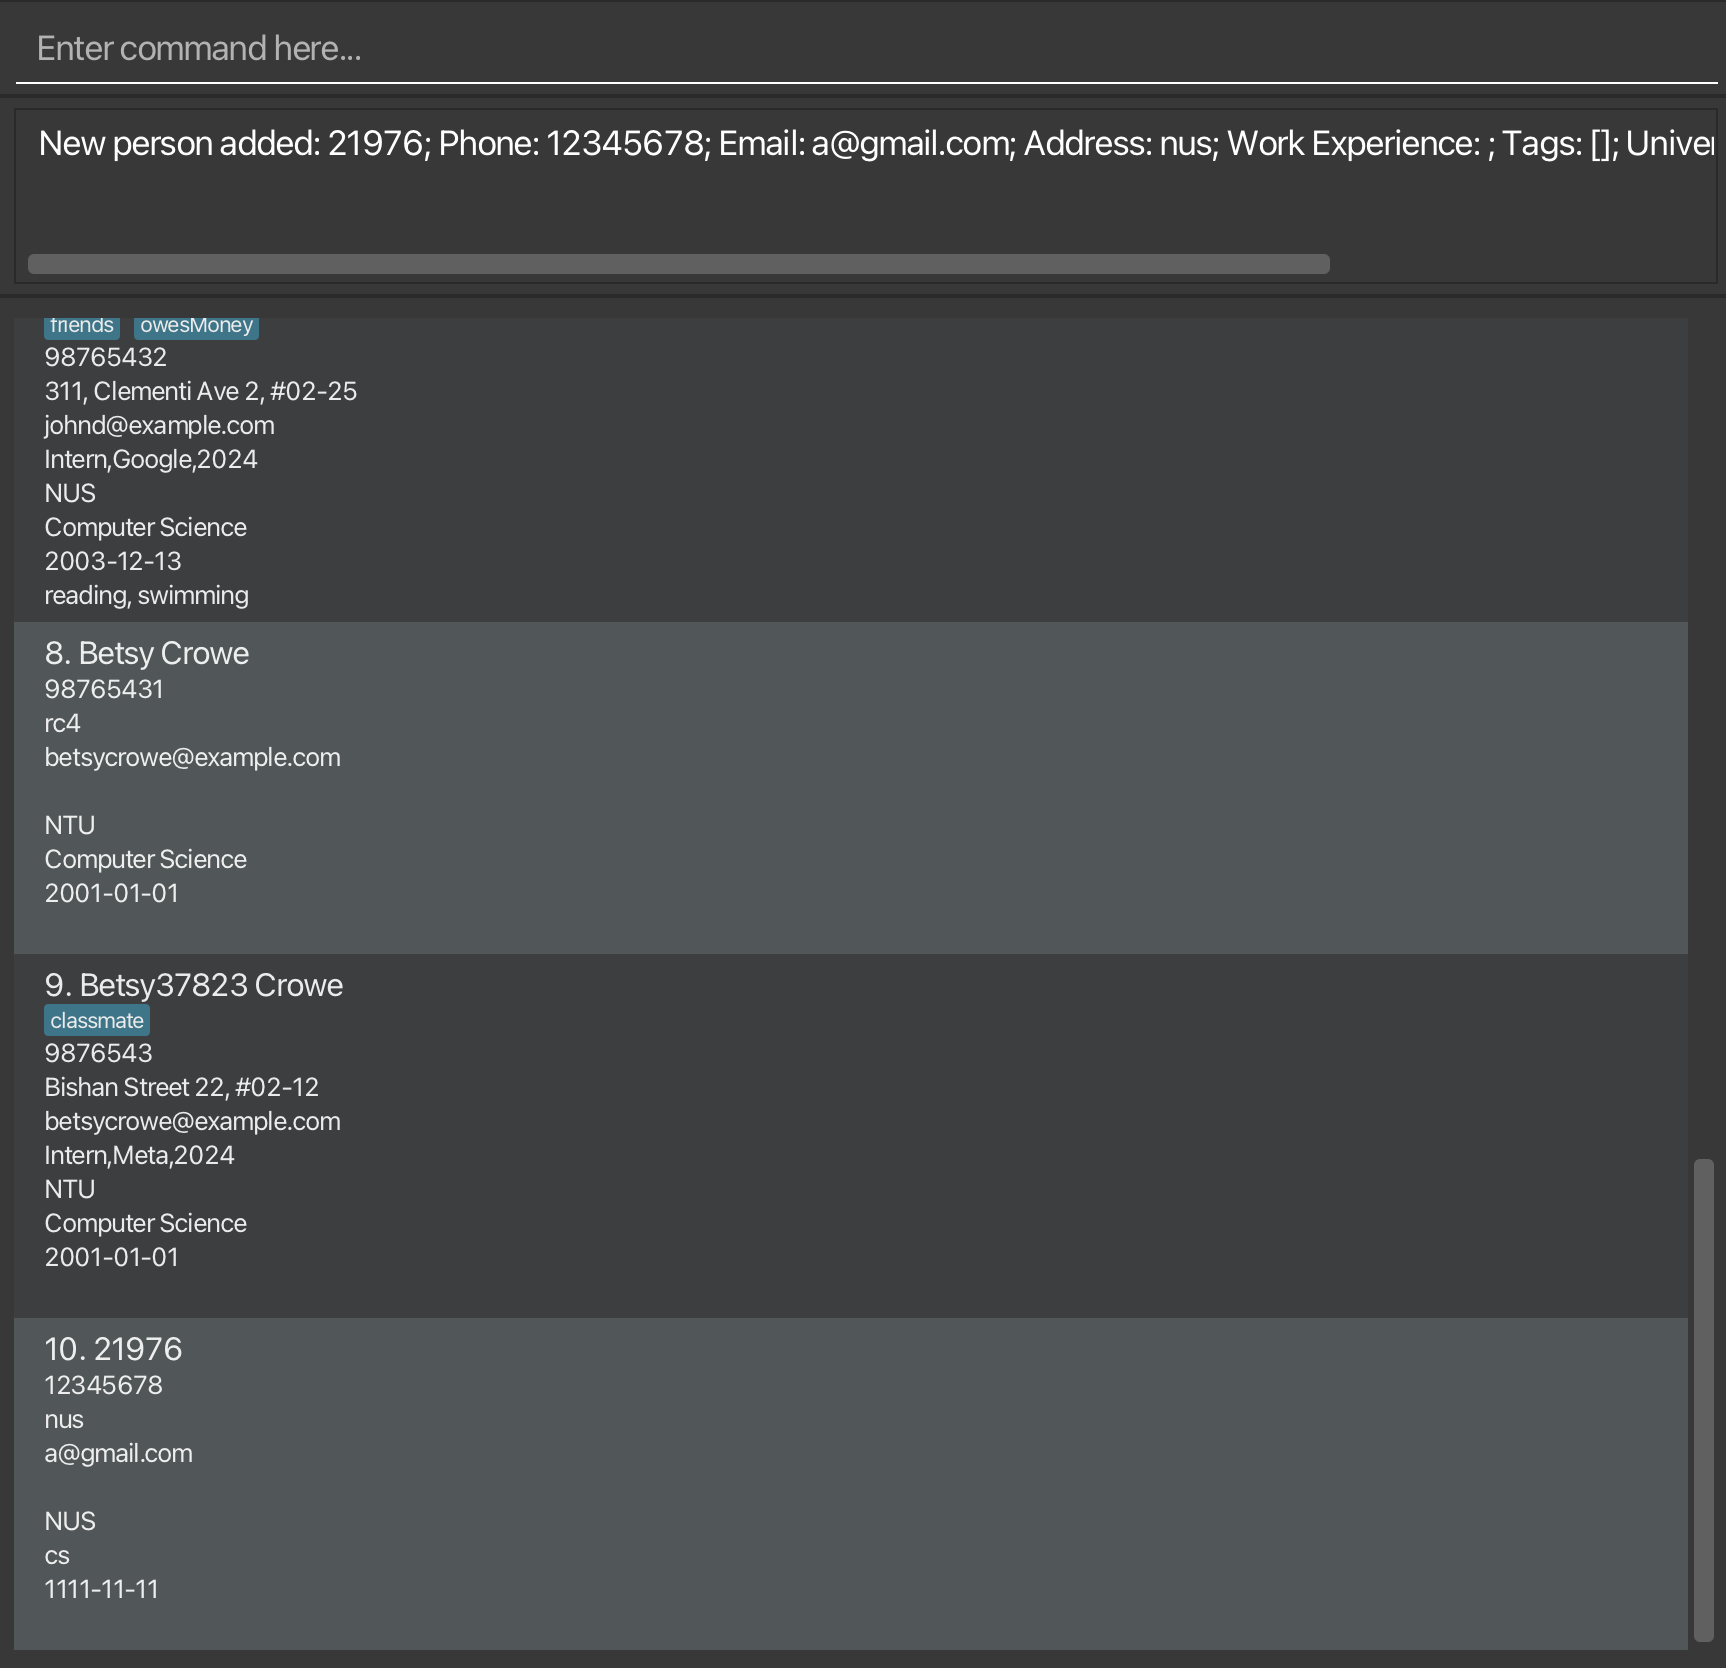 Enter command here...
New person added: 21976; Phone: 12345678; Email: a@gmail.com; Address: nus; Work Experience: ; Tags: []; Univer
friends owesMoney
98765432
311, Clementi Ave 2, #02-25
johnd@example.com
Intern,Google,2024
NUS
Computer Science
2003-12-13
reading, swimming
8. Betsy Crowe
98765431
rc4
betsycrowe@example.com
NTU
Computer Science
2001-01-01
9. Betsy37823 Crowe
classmate
9876543
Bishan Street 22, #02-12
betsycrowe@example.com
Intern,Meta,2024
NTU
Computer Science
2001-01-01
10. 21976
12345678
nus
a@gmail.com
NUS
cs
1111-11-11